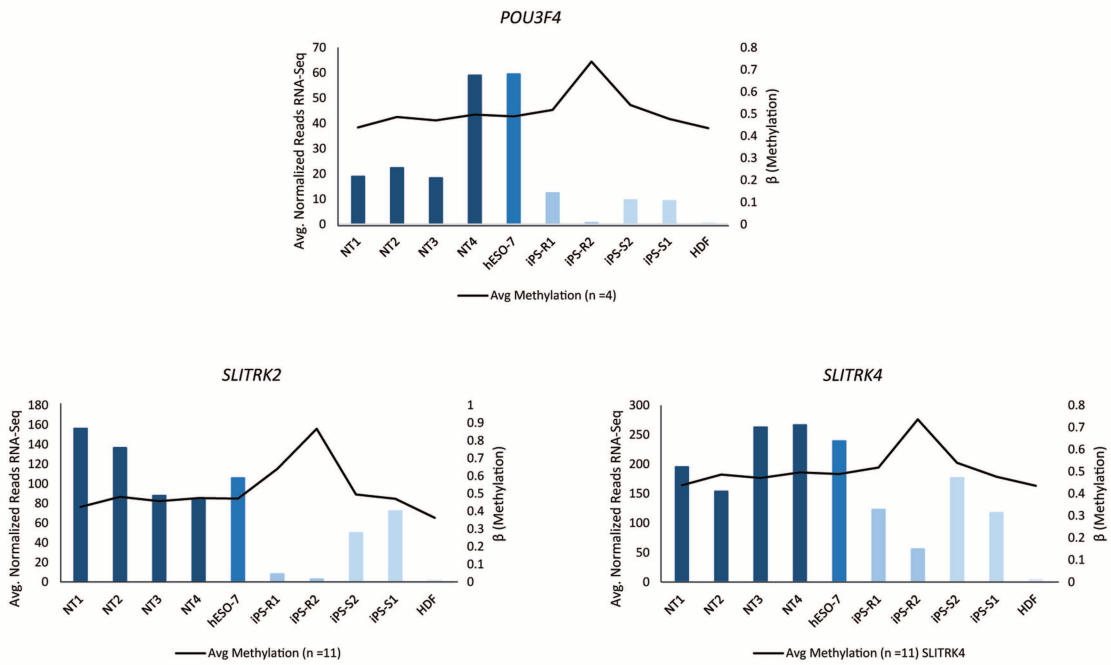 POU3F4
Avg. Normalized Reads RNA-Seq
70
60
50
40
30
20
10
0
0.8
0.7
0.6
0.5
0.4
0.3
0.2
0.1
0
β (Methylation)
NT1
NT2
NT3
NT4
hESO-7
iPS-R1
iPS-R2
iPS-S2
iPS-S1
HDF
Avg Methylation (n =4)
SLITRK2
Avg. Normalized Reads RNA-Seq
180
160
140
120
100
80
60
40
20
0
1
0.9
0.8
0.7
0.6
0.5
0.4
0.3
0.2
0.1
0
β (Methylation)
NT1
NT2
NT3
NT4
hESO-7
iPS-R1
iPS-R2
iPS-S2
iPS-S1
HDF
Avg Methylation (n =11)
SLITRK4
Avg. Normalized Reads RNA-Seq
300
250
200
150
100
50
0
0.8
0.7
0.6
0.5
0.4
0.3
0.2
0.1
0
β (Methylation)
NT1
NT2
NT3
NT4
hESO-7
iPS-R1
iPS-R2
iPS-S2
iPS-S1
HDF
Avg Methylation (n =11) SLITRK4